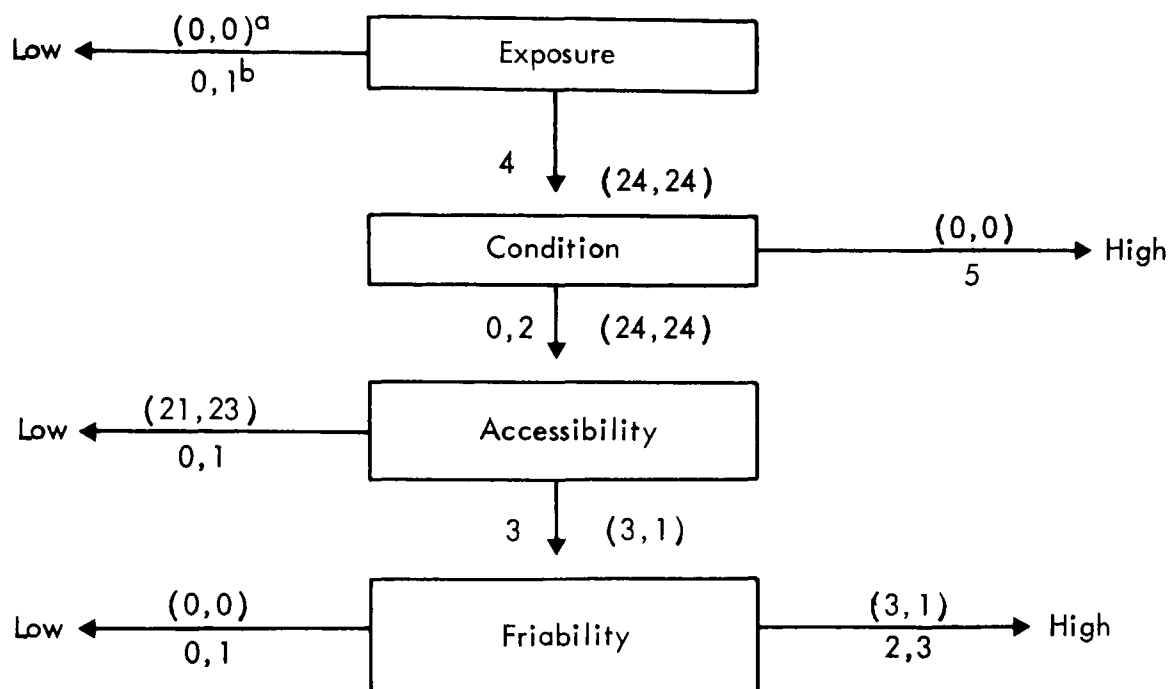 (0,0)a
Low
Exposure
0,1b
4
(24,24)
(0,0)
Condition
High
5
0,2
(24,24)
(21,23)
Low
Accessibility
0,1
3
(3,1)
(0,0)
(3,1)
Low
Friability
High
0,1
2,3